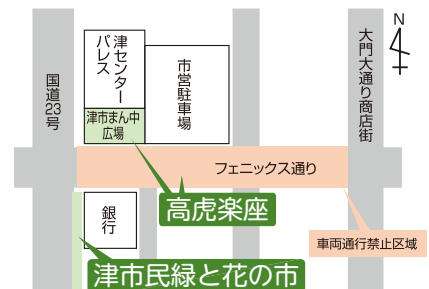 N
国道23号
津センター
パレス
津市まん中
広場
市営駐車場
大門大通り商店街
フェニックス通り
銀行
高虎楽座
車両通行禁止区域
津市民緑と花の市